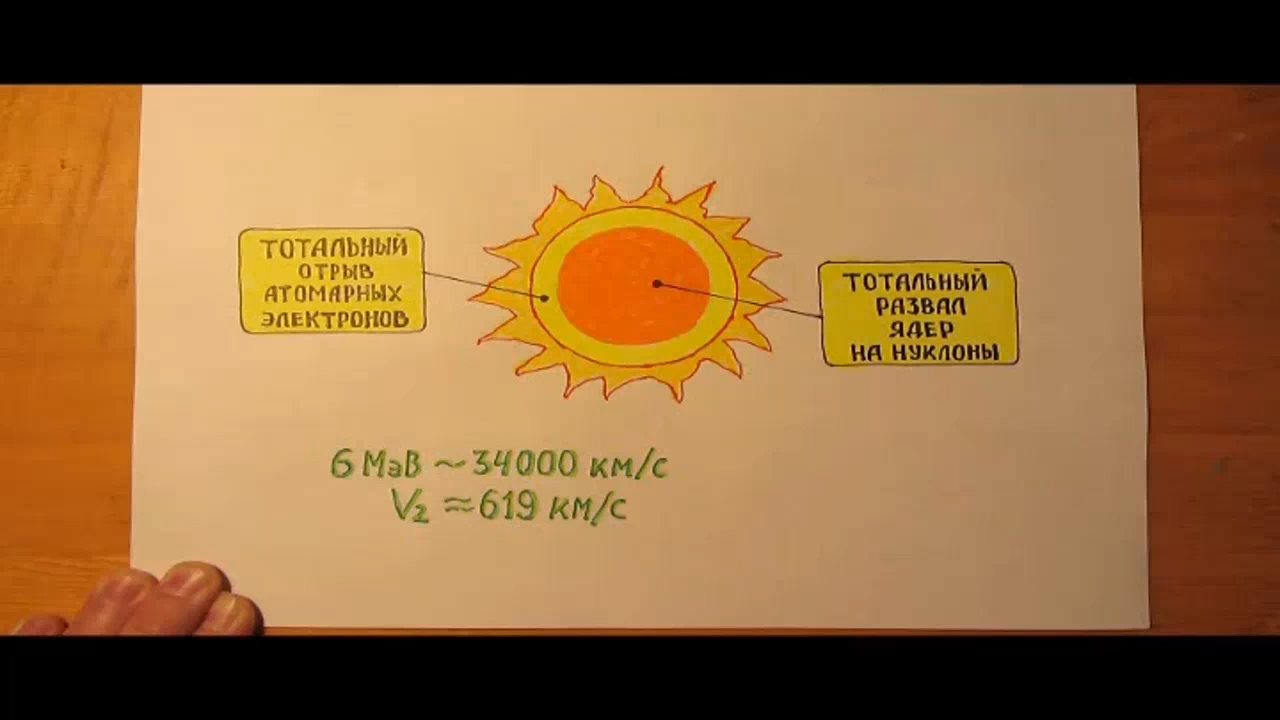 ТОТАЛЬНЫЙ
ОТРЫВ
АТОМАРНЫХ
ЭЛЕКТРОНОВ
ТОТАЛЬНЫЙ
РАЗВАЛ
ЯДЕР
НА НУКЛОНЫ
6 МэВ ~ 34000 км/с
V₂ ≈ 619 км/с